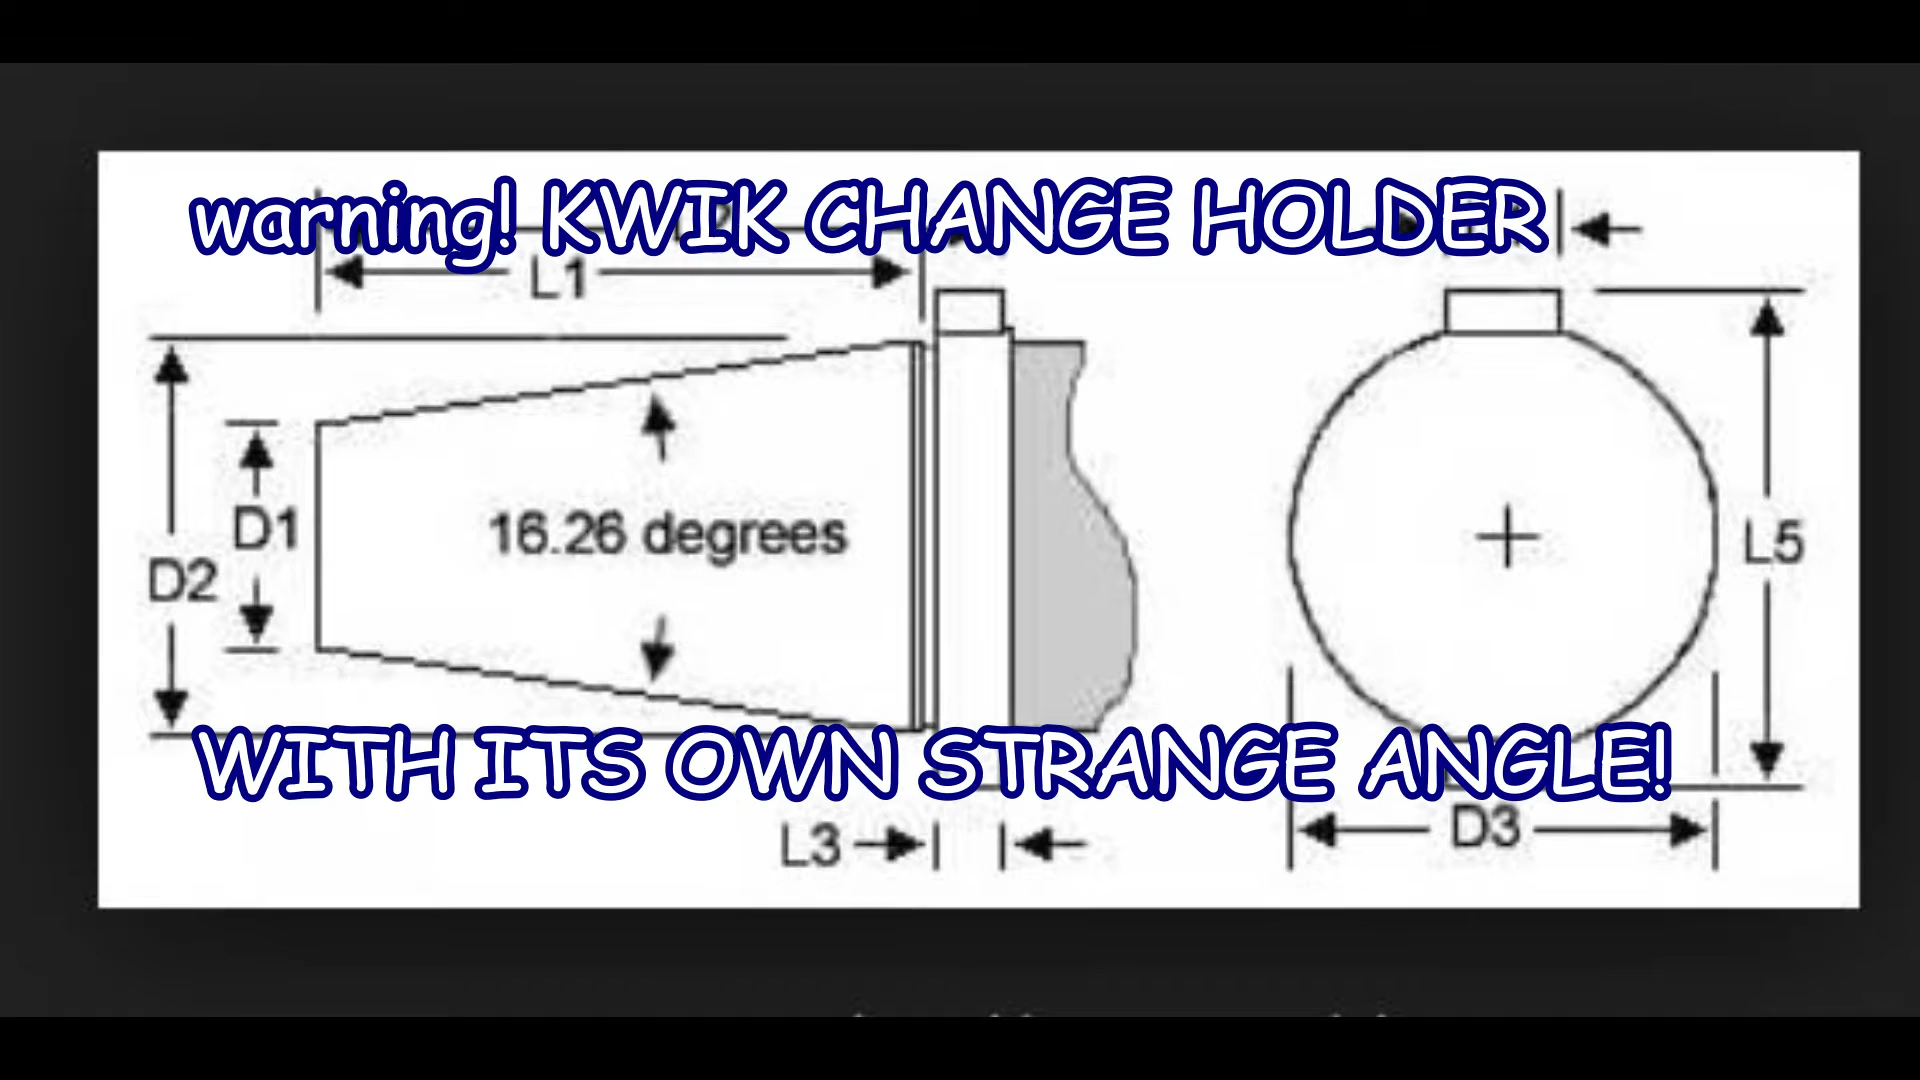 warning! KWIK CHANGE HOLDER
L1
D1
16.26 degrees
D2
L5
WITH ITS OWN STRANGE ANGLE!
L3
D3